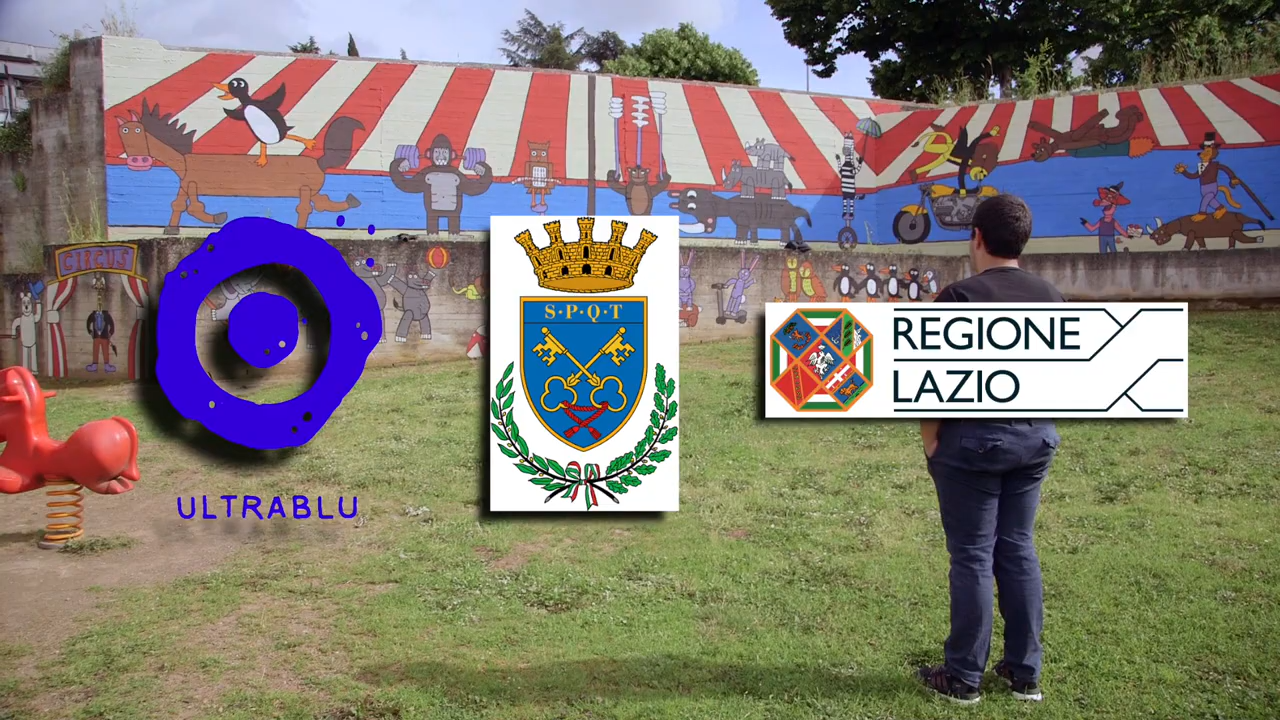 CIRCUS
ULTRABLU
S·P·Q·T
REGIONE
LAZIO